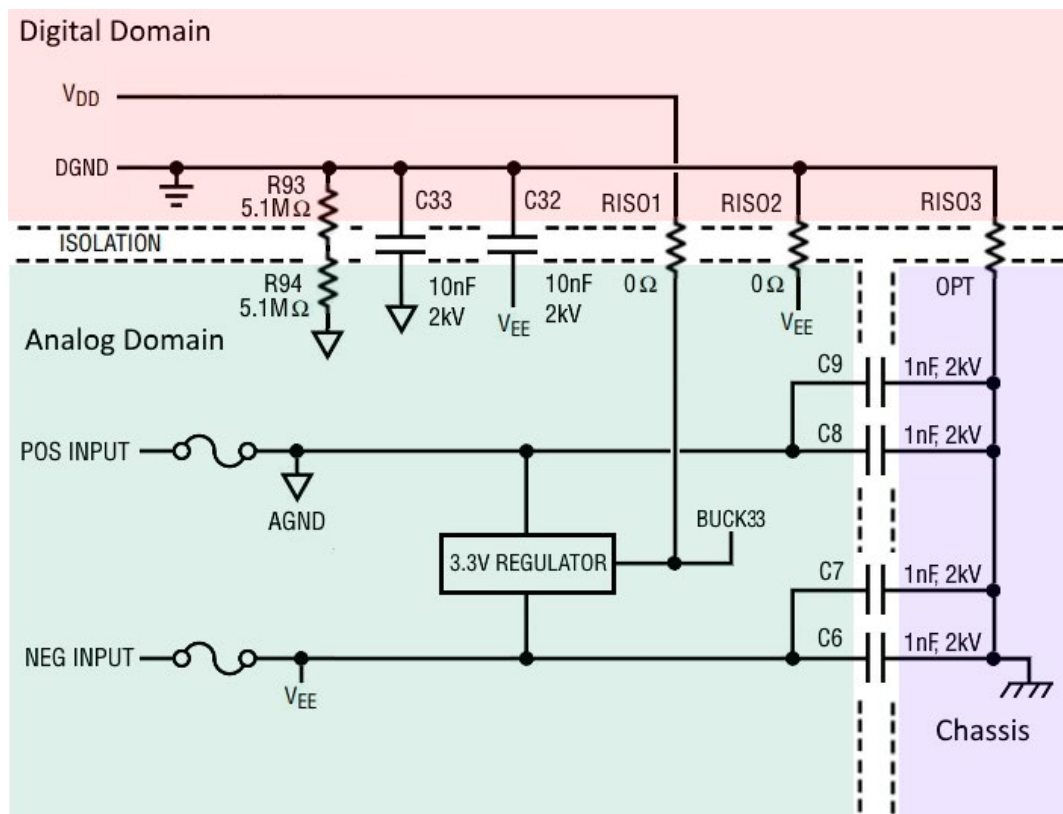 Digital Domain
VDD
DGND
R93
5.1MΩ
C33
C32
RISO1
RISO2
RISO3
ISOLATION
R94
5.1MΩ
10nF
2kV
VEE
10nF
2kV
0Ω
0Ω
VEE
OPT
Analog Domain
C9
1nF, 2kV
POS INPUT
C8
1nF, 2kV
AGND
BUCK33
3.3V REGULATOR
C7
1nF, 2kV
NEG INPUT
C6
1nF, 2kV
VEE
Chassis